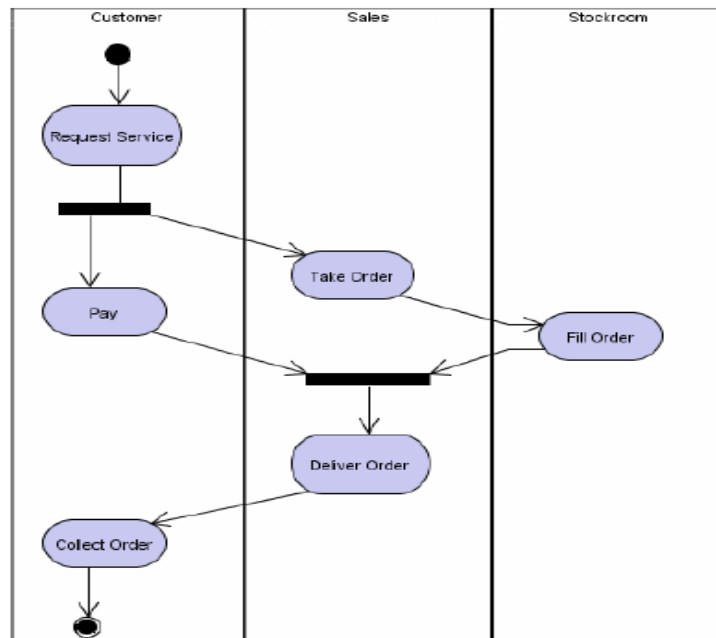 Customer
Sales
Stockroom
Request Service
Take Order
Pay
Fill Order
Deliver Order
Collect Order